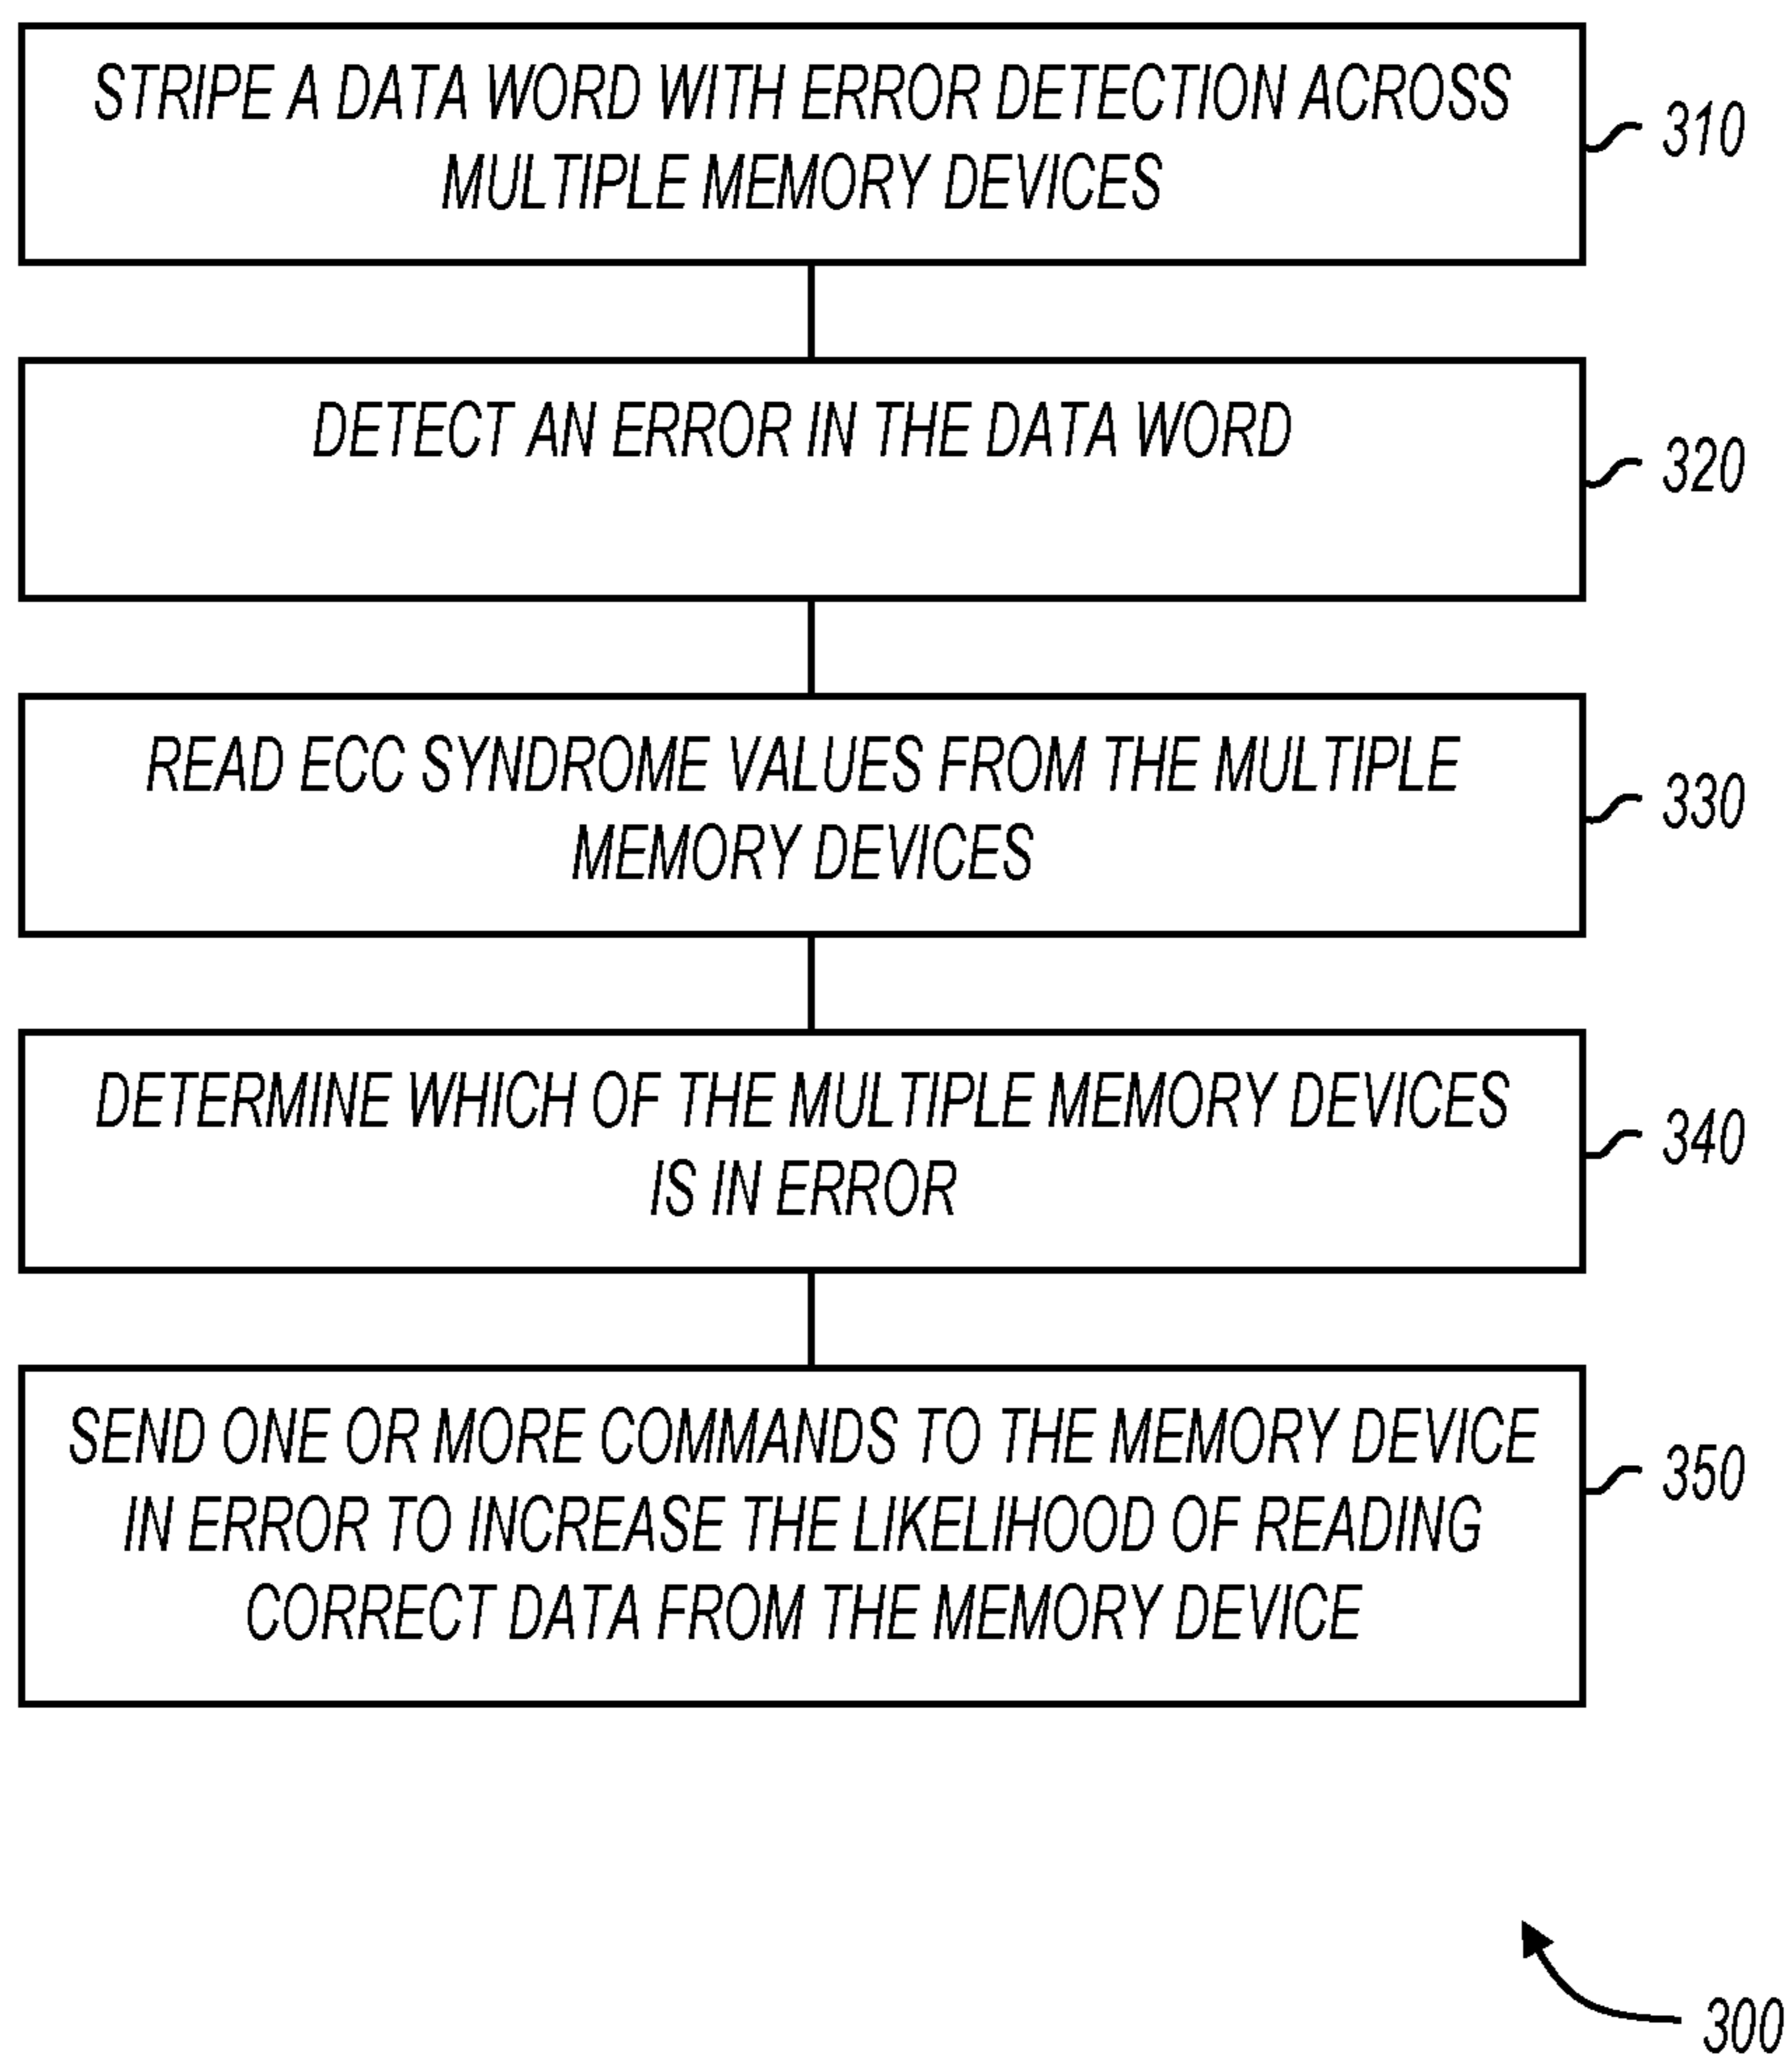 STRIPE A DATA WORD WITH ERROR DETECTION ACROSS
MULTIPLE MEMORY DEVICES
310
DETECT AN ERROR IN THE DATA WORD
320
READ ECC SYNDROME VALUES FROM THE MULTIPLE
MEMORY DEVICES
330
DETERMINE WHICH OF THE MULTIPLE MEMORY DEVICES
IS IN ERROR
340
SEND ONE OR MORE COMMANDS TO THE MEMORY DEVICE
IN ERROR TO INCREASE THE LIKELIHOOD OF READING
CORRECT DATA FROM THE MEMORY DEVICE
350
300